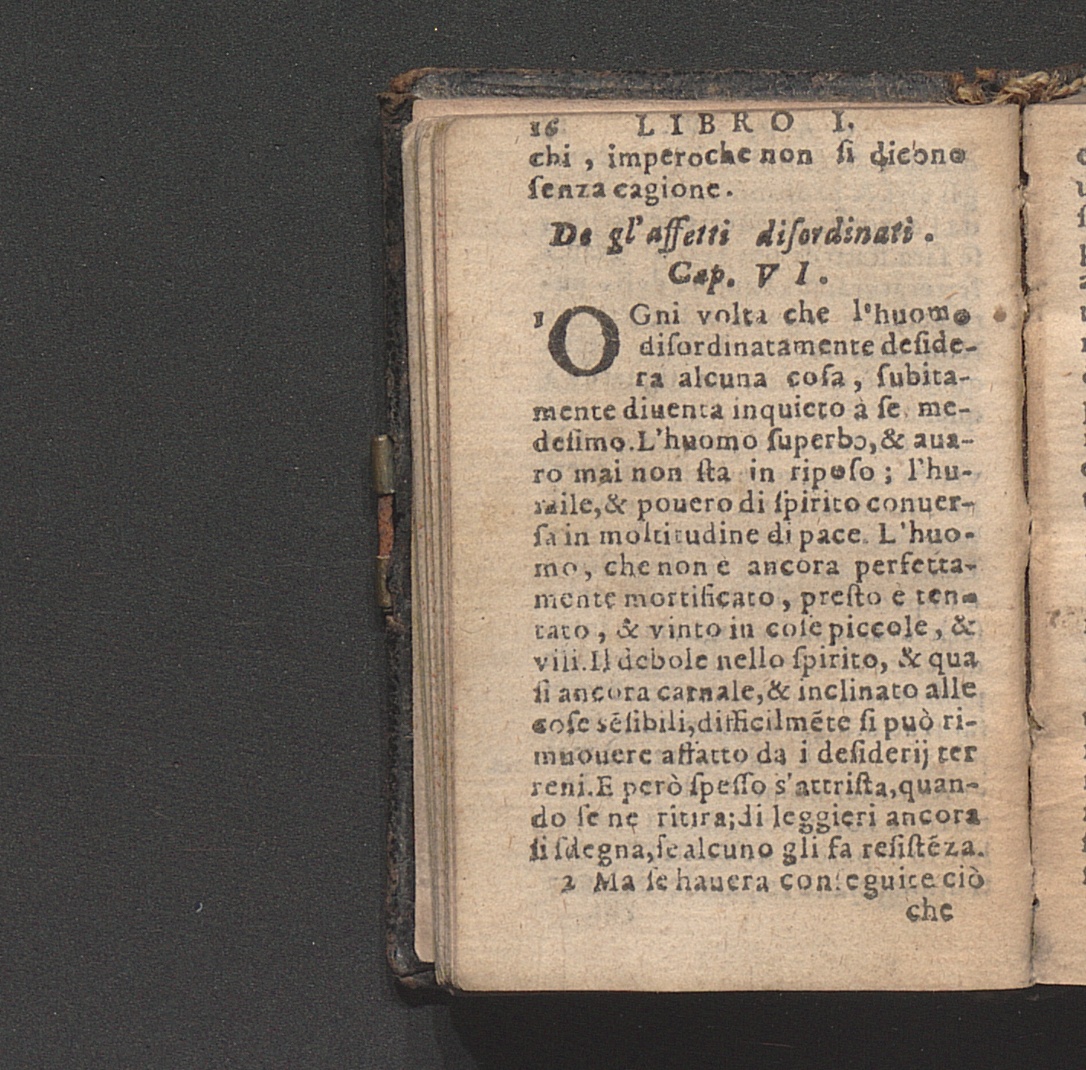 16 LIBRO I.
chi, imperoche non ſi dicono
ſenza cagione.
De gl'affetti diſordinati.
Cap. VI.
1 OGni volta che l'huomo
diſordinatamente deſide-
ra alcuna coſa, ſubita-
mente diuenta inquieto à ſe me-
deſimo. L'huomo ſuperbo, & aua-
ro mai non ſta in ripoſo; l'hu-
mile, & pouero di ſpirito conuer-
ſa in moltitudine di pace. L'huo-
mo, che non è ancora perfetta-
mente mortificato, preſto è ten-
tato, & vinto in coſe piccole, &
vili. Il debole nello ſpirito, & qua
ſi ancora carnale, & inclinato alle
coſe sẽſibili, difficilmẽte ſi può ri-
muouere affatto da i deſiderij ter
reni. E però ſpeſſo s'attriſta, quan-
do ſe ne ritira; di leggieri ancora
ſi ſdegna, ſe alcuno gli fa reſiſtẽza.
2 Ma ſe hauera conſeguite ciò
che